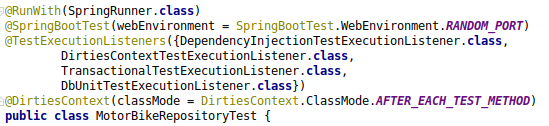 @RunWith(SpringRunner.class)
@SpringBootTest(webEnvironment = SpringBootTest.WebEnvironment.RANDOM_PORT)
@TestExecutionListeners({DependencyInjectionTestExecutionListener.class,
DirtiesContextTestExecutionListener.class,
TransactionalTestExecutionListener.class,
DbUnitTestExecutionListener.class})
@DirtiesContext(classMode = DirtiesContext.ClassMode.AFTER_EACH_TEST_METHOD)
public class MotorBikeRepositoryTest {